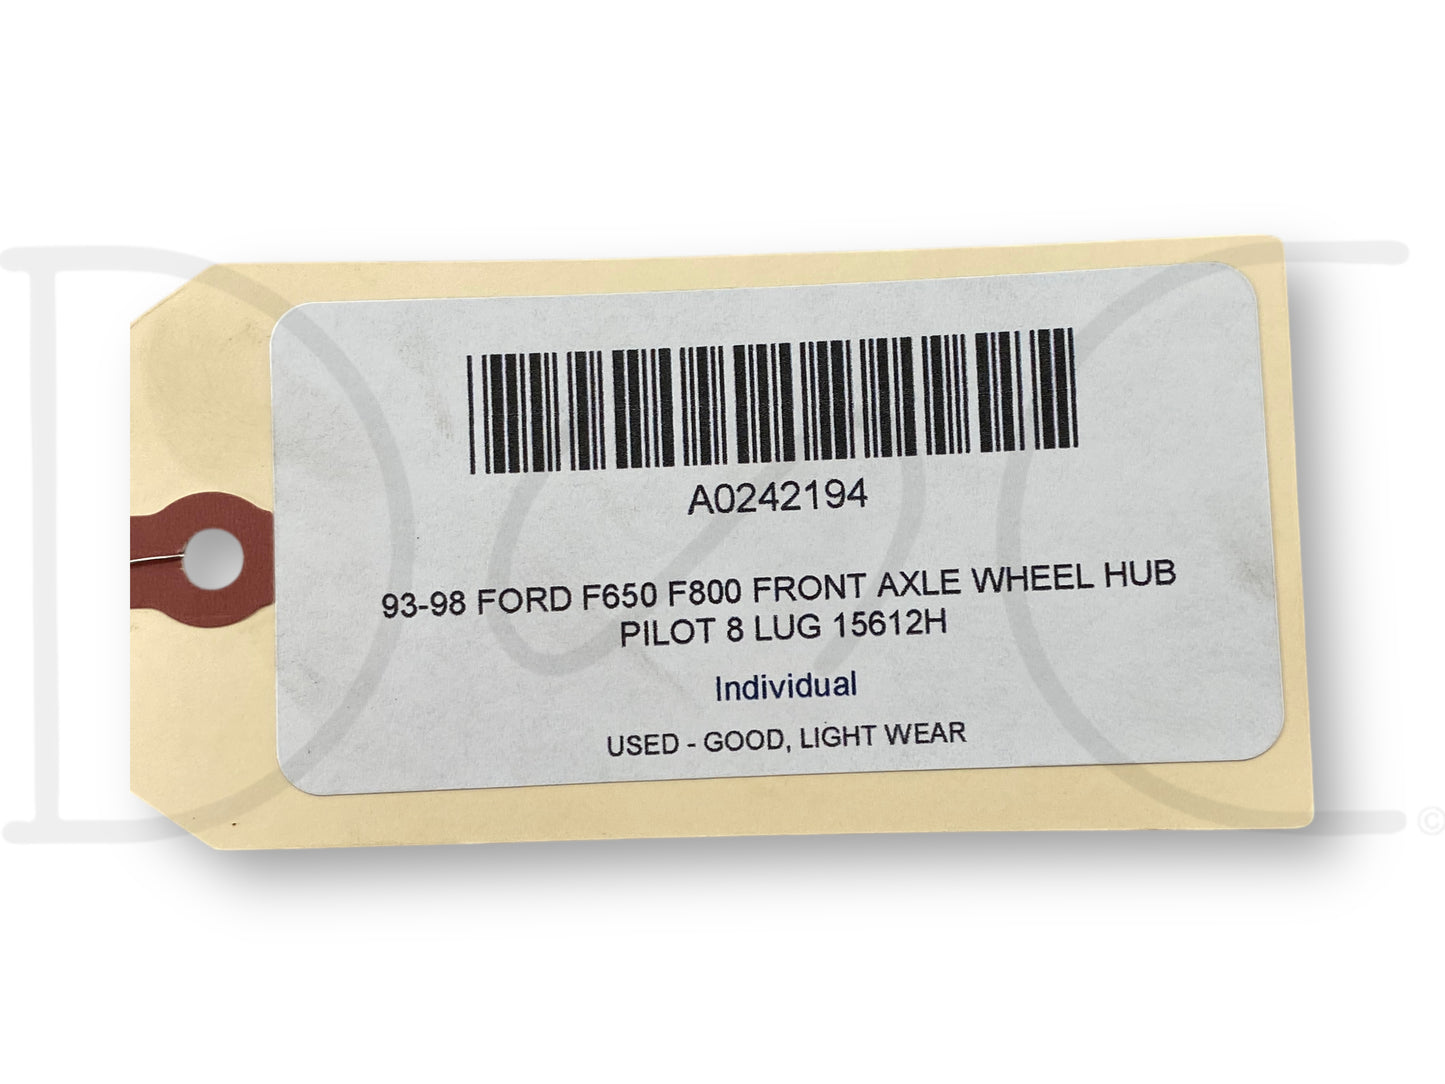 A0242194
93-98 FORD F650 F800 FRONT AXLE WHEEL HUB
PILOT 8 LUG 15612H
Individual
USED - GOOD, LIGHT WEAR
©